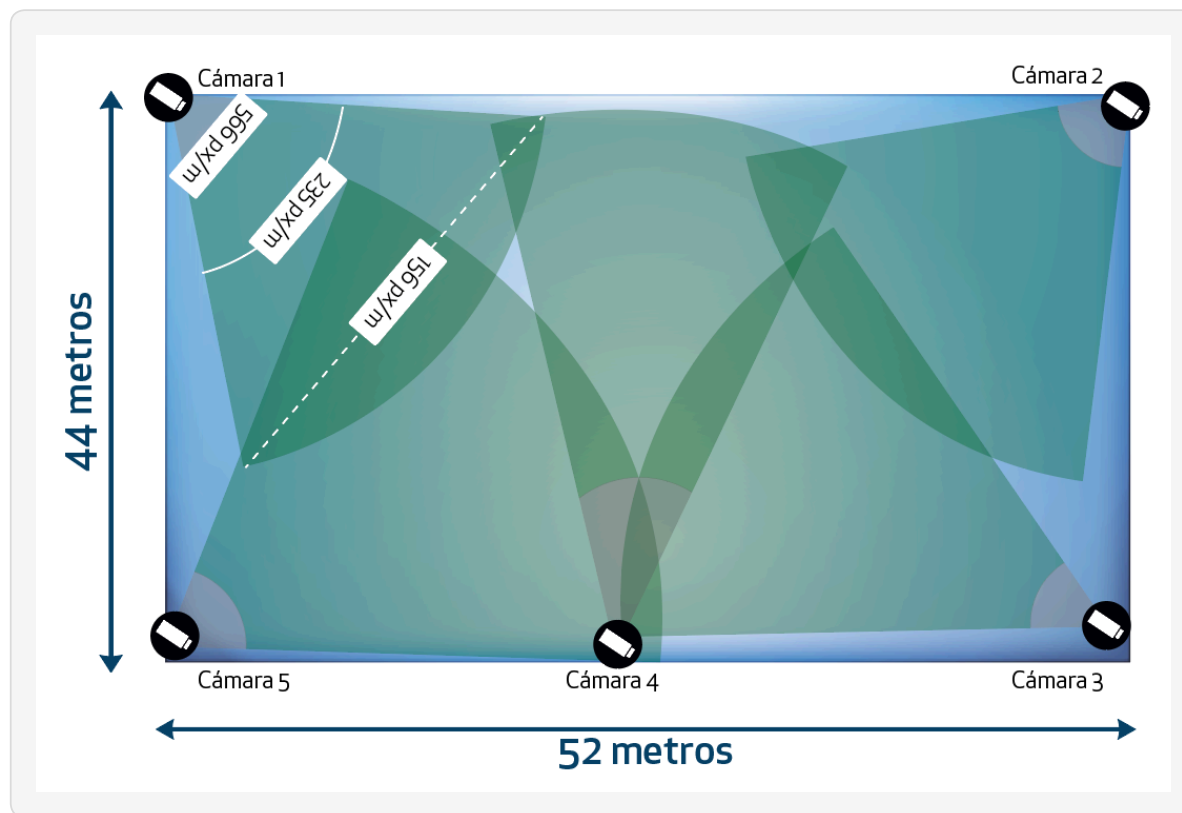 Cámara 1
Cámara 2
566 px/m
235 px/m
156 px/m
44 metros
Cámara 5
Cámara 4
Cámara 3
52 metros